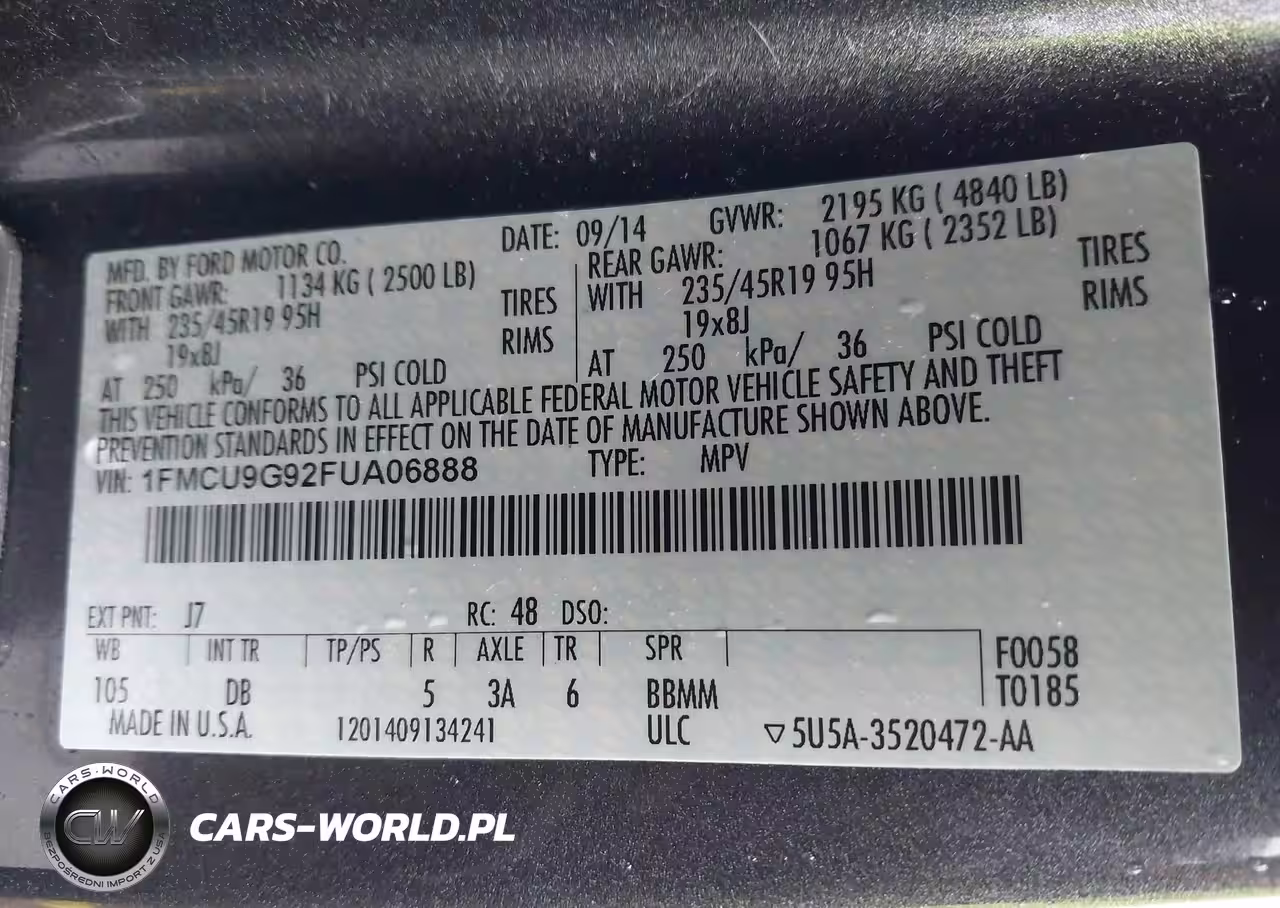 MFD. BY FORD MOTOR CO. DATE: 09/14 GVWR: 2195 KG ( 4840 LB)
FRONT GAWR: 1134 KG ( 2500 LB) REAR GAWR: 1067 KG ( 2352 LB)
WITH 235/45R19 95H TIRES WITH 235/45R19 95H TIRES
19x8J RIMS 19x8J RIMS
AT 250 kPa/ 36 PSI COLD AT 250 kPa/ 36 PSI COLD
THIS VEHICLE CONFORMS TO ALL APPLICABLE FEDERAL MOTOR VEHICLE SAFETY AND THEFT
PREVENTION STANDARDS IN EFFECT ON THE DATE OF MANUFACTURE SHOWN ABOVE.
VIN: 1FMCU9G92FUA06888 TYPE: MPV
EXT PNT: J7 RC: 48 DSO:
WB INT TR TP/PS R AXLE TR SPR F0058
105 DB 5 3A 6 BBMM T0185
MADE IN U.S.A. 1201409134241 ULC ▽5U5A-3520472-AA
CARS-WORLD
CW
BEZPOŚREDNI IMPORT Z USA
CARS-WORLD.PL